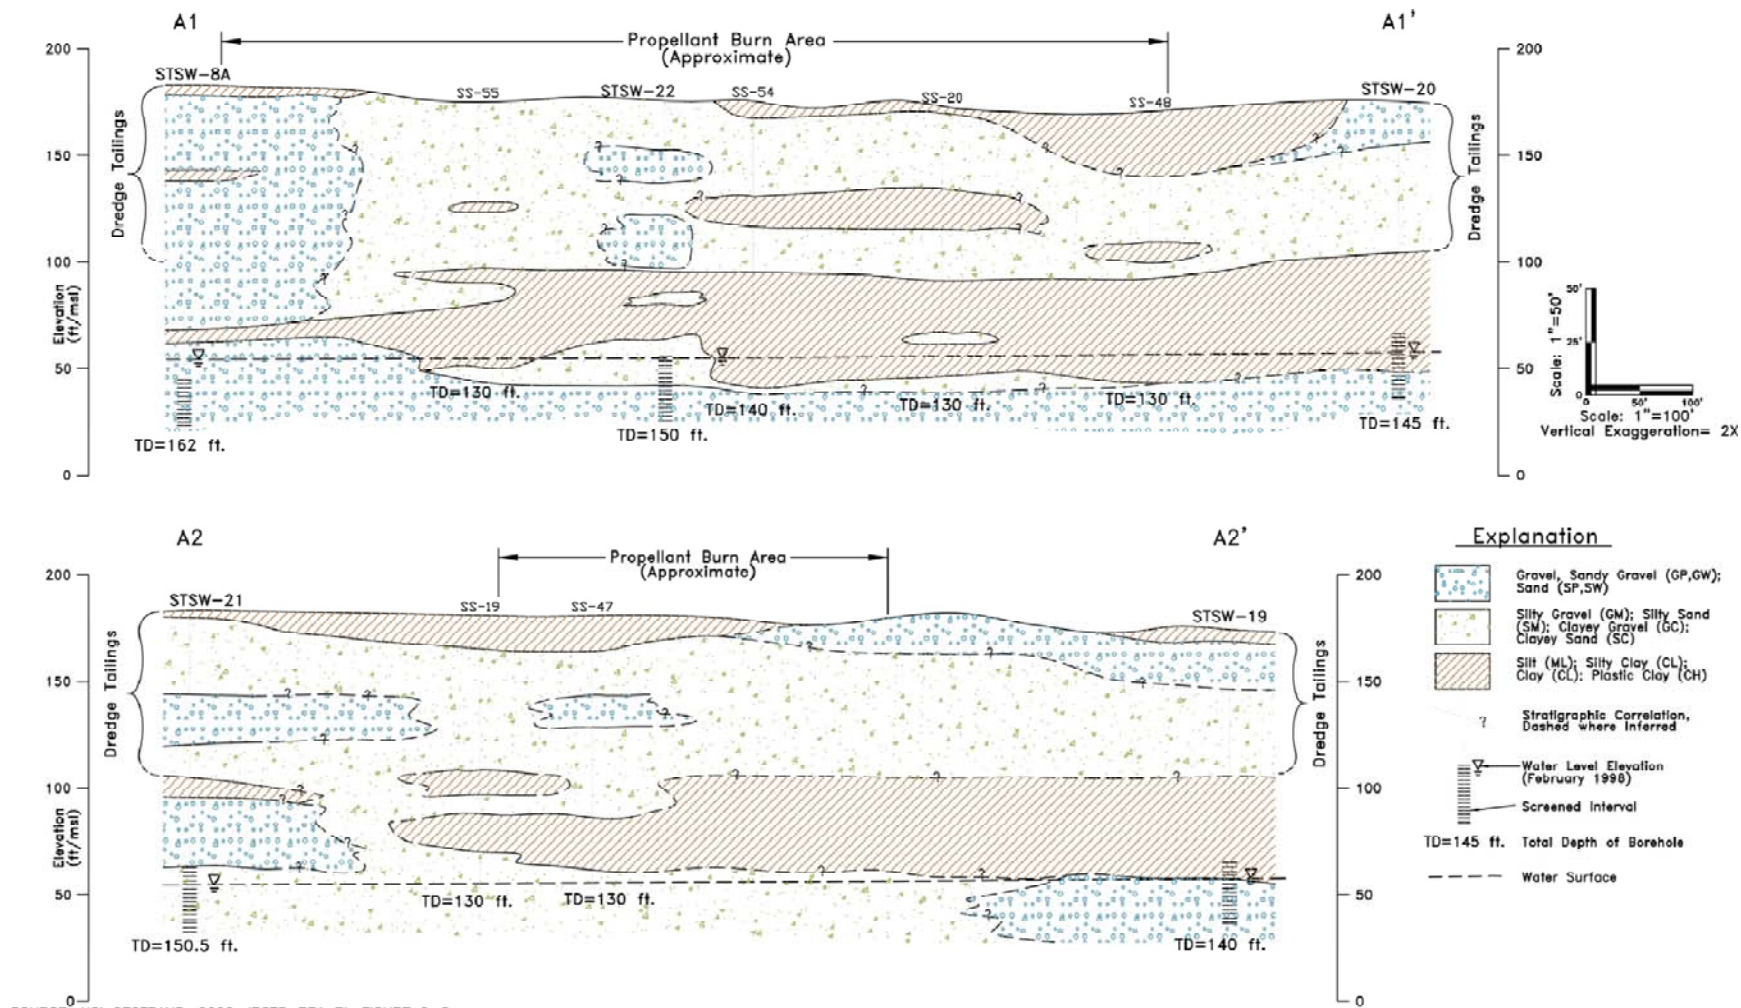 A1
A1'
Propellant Burn Area
(Approximate)
200
200
STSW-8A
SS-55
STSW-22
SS-54
SS-20
SS-48
STSW-20
Dredge Tailings
Dredge Tailings
150
150
100
100
Elevation
(ft/msl)
50
50
0
0
TD=130 ft.
TD=140 ft.
TD=130 ft.
TD=130 ft.
TD=162 ft.
TD=150 ft.
TD=145 ft.
Scale: 1"=50'
50'
25'
0
0
50'
100'
Scale: 1"=100'
Vertical Exaggeration= 2X
A2
A2'
Propellant Burn Area
(Approximate)
200
200
STSW-21
SS-19
SS-47
STSW-19
Dredge Tailings
Dredge Tailings
150
150
100
100
Elevation
(ft/msl)
50
50
0
0
TD=130 ft.
TD=130 ft.
TD=150.5 ft.
TD=140 ft.
Explanation
Gravel, Sandy Gravel (GP,GW);
Sand (SP,SW)
Silty Gravel (GM); Silty Sand
(SM); Clayey Gravel (GC);
Clayey Sand (SC)
Silt (ML); Silty Clay (CL);
Clay (CL); Plastic Clay (CH)
?
Stratigraphic Correlation,
Dashed where Inferred
Water Level Elevation
(February 1998)
Screened Interval
TD=145 ft. Total Depth of Borehole
Water Surface